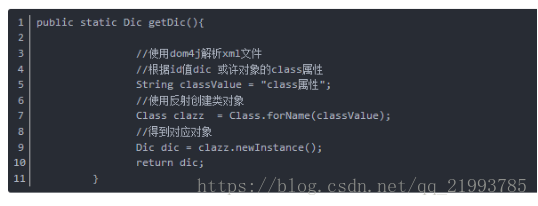 1 public static Dic getDic(){
2
3 //使用dom4j解析xml文件
4 //根据id值dic 或许对象的class属性
5 String classValue = "class属性";
6 //使用反射创建类对象
7 Class clazz  = Class.forName(classValue);
8 //得到对应对象
9 Dic dic = clazz.newInstance();
10 return dic;
11 }
https://blog.csdn.net/qq_21993785